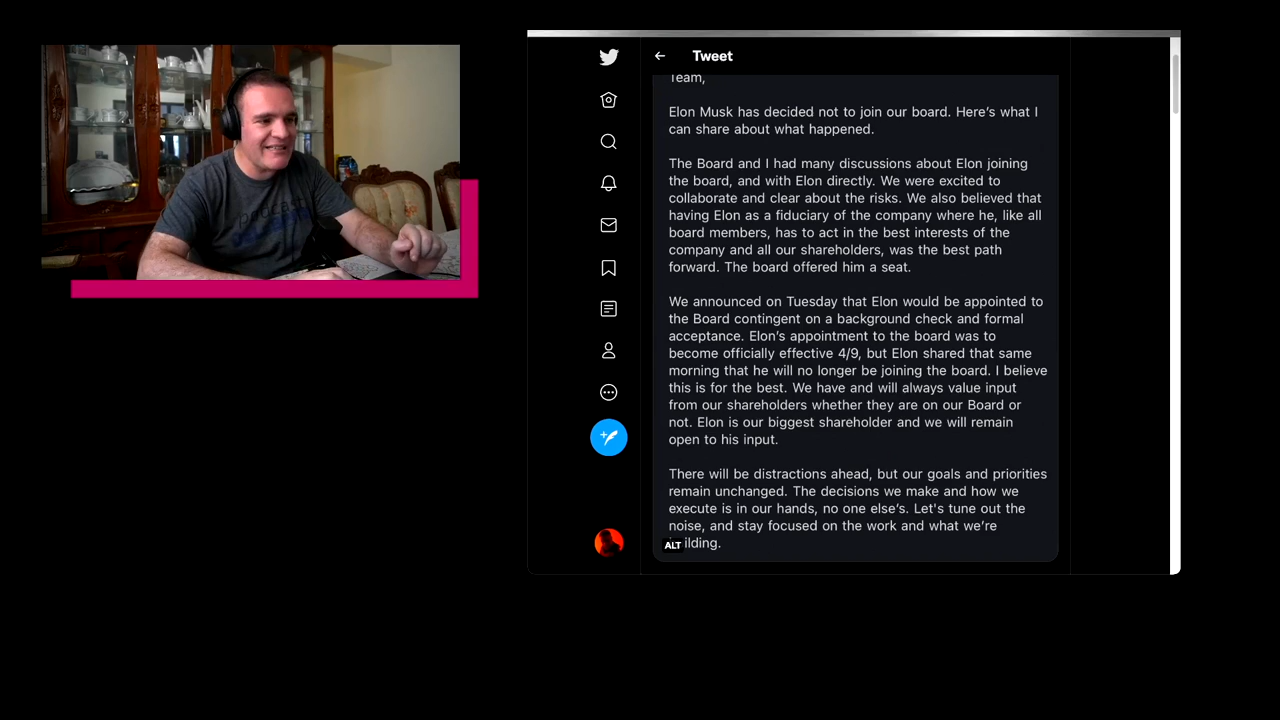 Tweet
Team,
Elon Musk has decided not to join our board. Here's what I
can share about what happened.
The Board and I had many discussions about Elon joining
the board, and with Elon directly. We were excited to
collaborate and clear about the risks. We also believed that
having Elon as a fiduciary of the company where he, like all
board members, has to act in the best interests of the
company and all our shareholders, was the best path
forward. The board offered him a seat.
We announced on Tuesday that Elon would be appointed to
the Board contingent on a background check and formal
acceptance. Elon's appointment to the board was to
become officially effective 4/9, but Elon shared that same
morning that he will no longer be joining the board. I believe
this is for the best. We have and will always value input
from our shareholders whether they are on our Board or
not. Elon is our biggest shareholder and we will remain
open to his input.
There will be distractions ahead, but our goals and priorities
remain unchanged. The decisions we make and how we
execute is in our hands, no one else's. Let's tune out the
noise, and stay focused on the work and what we're
ALT ilding.
podcast